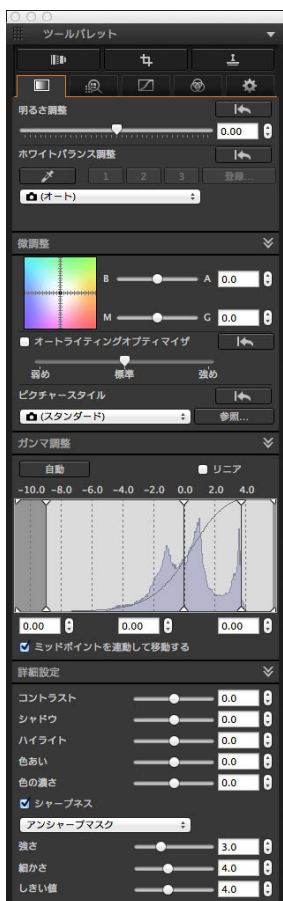 ツールパレット
明るさ調整
0.00
ホワイトバランス調整
1 2 3 登録...
(オート)
微調整
B A 0.0
M G 0.0
オートライティングオプティマイザ
弱め 標準 強め
ピクチャースタイル
(スタンダード) 参照...
ガンマ調整
自動 リニア
-10.0 -8.0 -6.0 -4.0 -2.0 0.0 2.0 4.0
0.00 0.00 0.00
ミッドポイントを連動して移動する
詳細設定
コントラスト 0.0
シャドウ 0.0
ハイライト 0.0
色あい 0.0
色の濃さ 0.0
シャープネス
アンシャープマスク
強さ 3.0
細かさ 4.0
しきい値 4.0